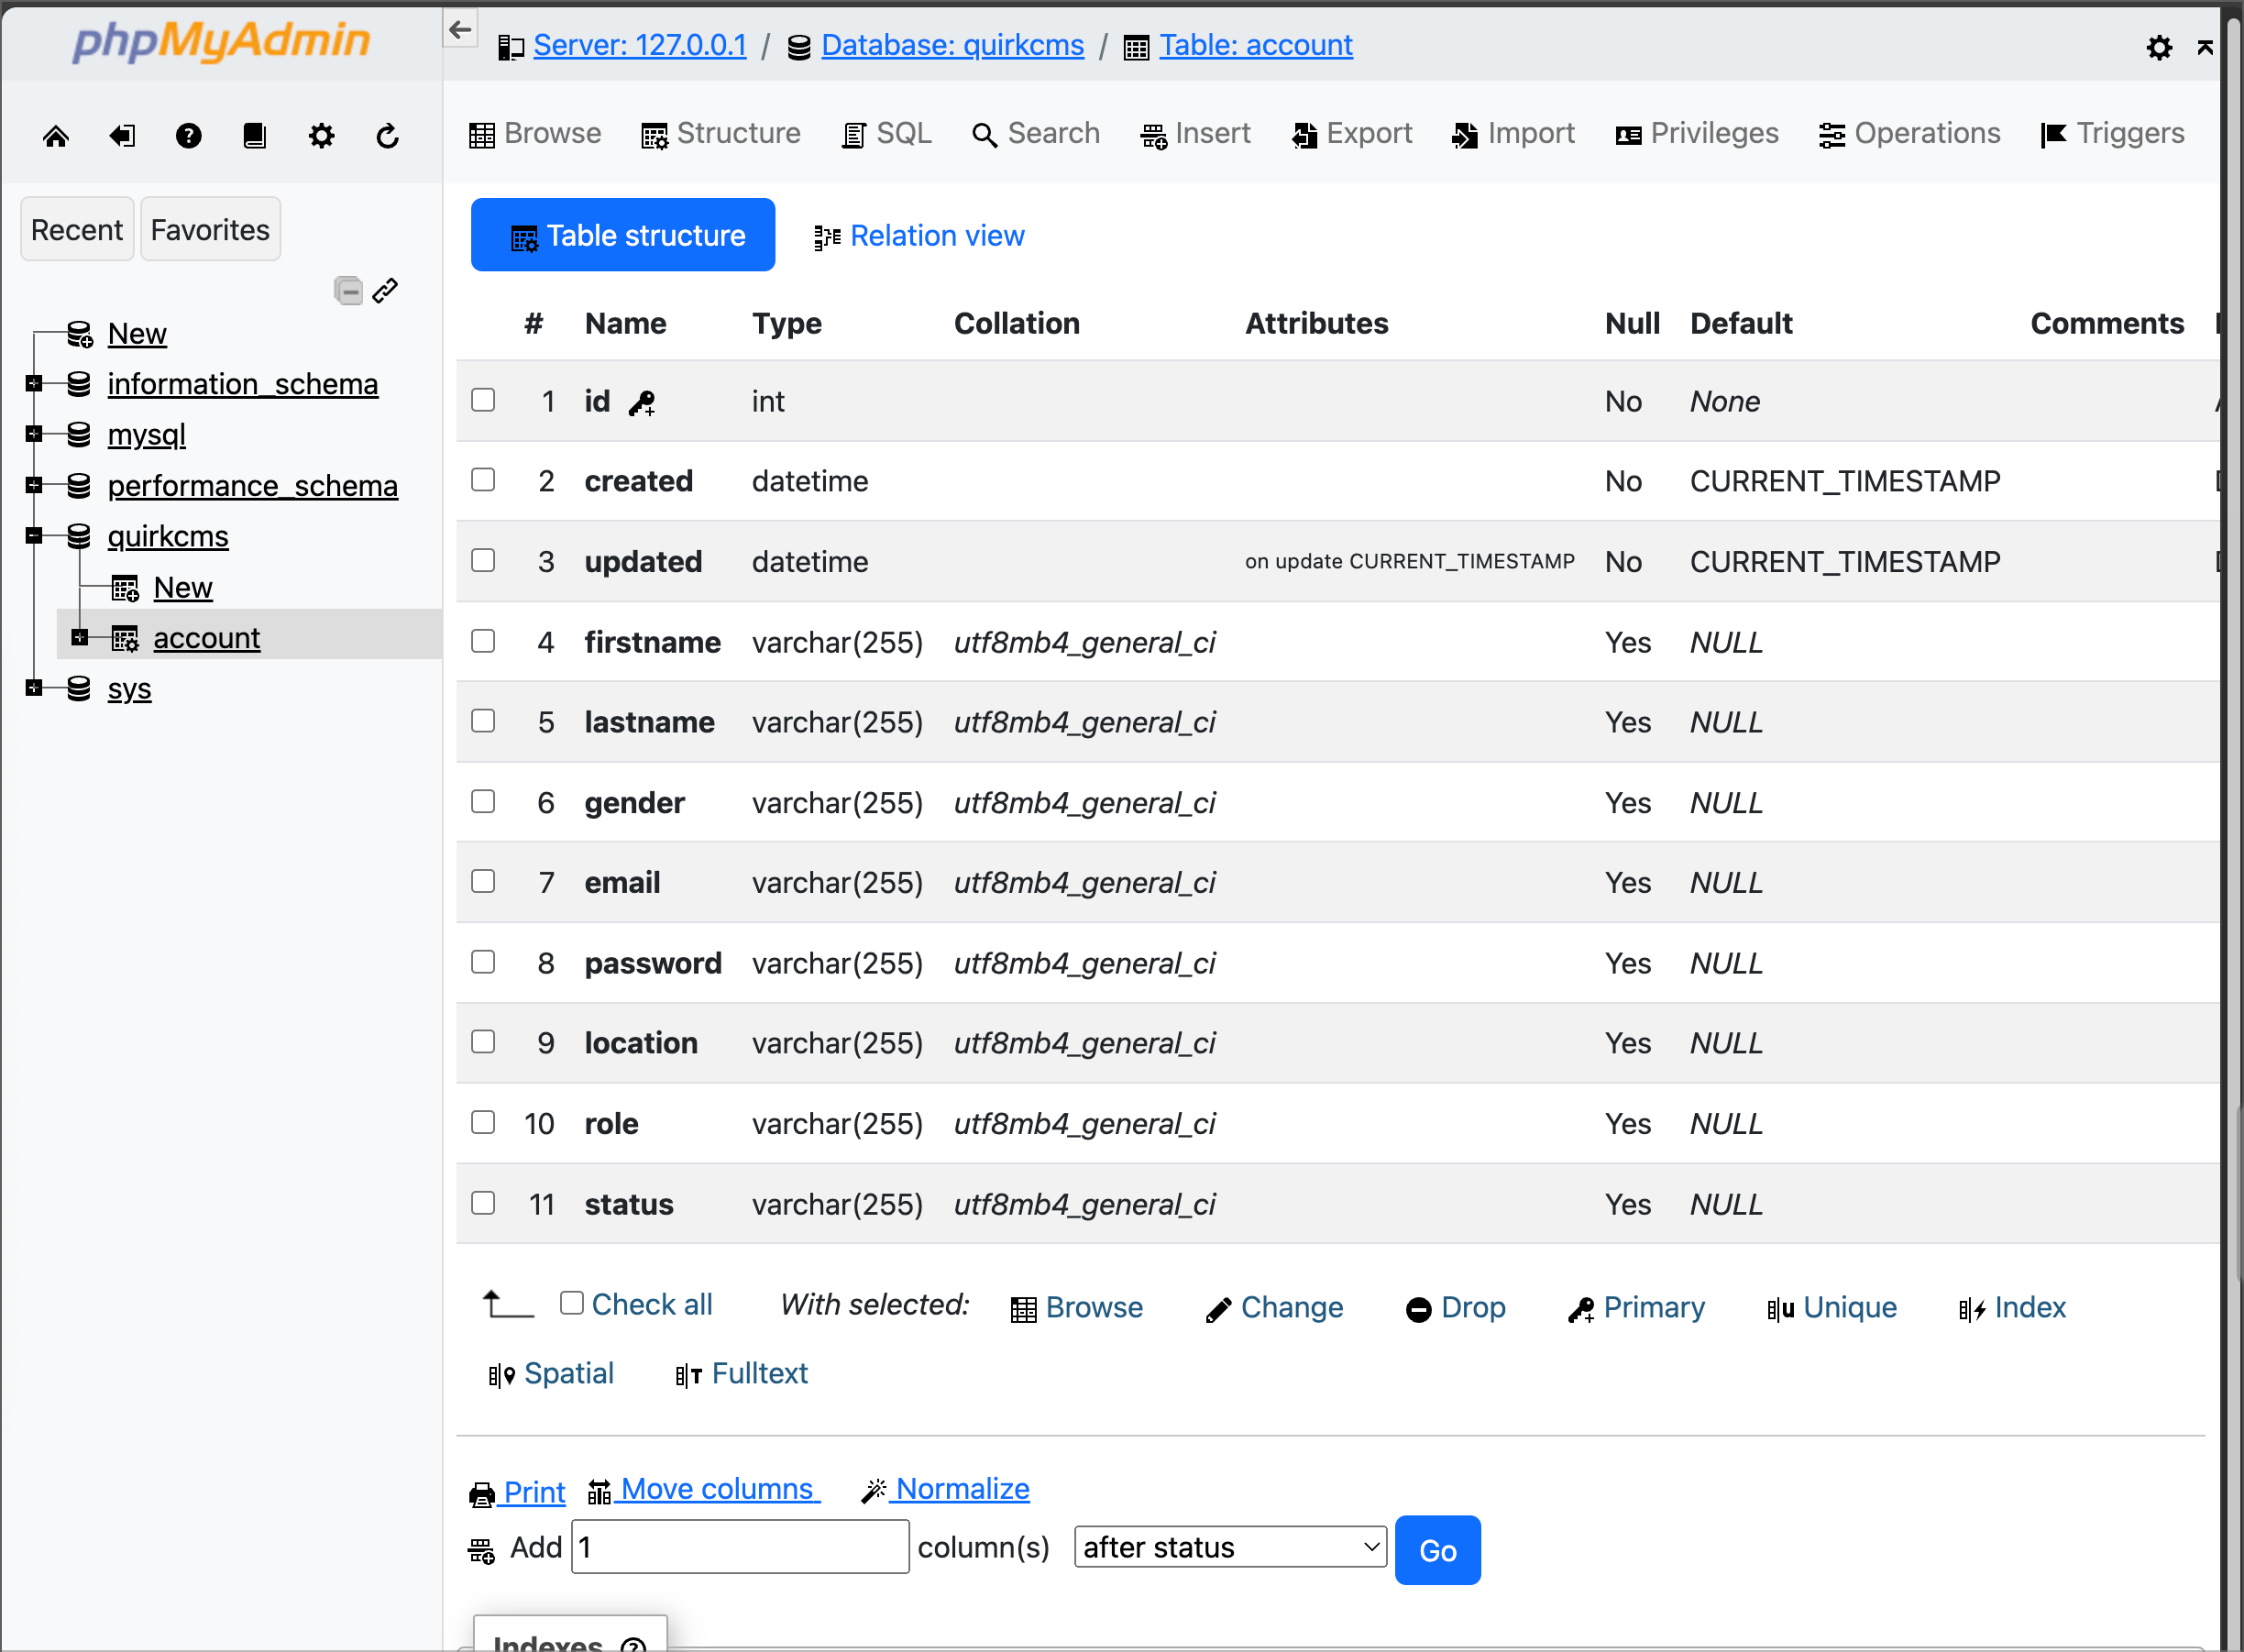 phpMyAdmin
Server: 127.0.0.1 / Database: quirkcms / Table: account
Browse Structure SQL Search Insert Export Import Privileges Operations Triggers
Recent Favorites
New
information_schema
mysql
performance_schema
quirkcms
New
account
sys
Table structure Relation view
# Name Type Collation Attributes Null Default Comments
1 id int No None
2 created datetime No CURRENT_TIMESTAMP
3 updated datetime on update CURRENT_TIMESTAMP No CURRENT_TIMESTAMP
4 firstname varchar(255) utf8mb4_general_ci Yes NULL
5 lastname varchar(255) utf8mb4_general_ci Yes NULL
6 gender varchar(255) utf8mb4_general_ci Yes NULL
7 email varchar(255) utf8mb4_general_ci Yes NULL
8 password varchar(255) utf8mb4_general_ci Yes NULL
9 location varchar(255) utf8mb4_general_ci Yes NULL
10 role varchar(255) utf8mb4_general_ci Yes NULL
11 status varchar(255) utf8mb4_general_ci Yes NULL
Check all With selected: Browse Change Drop Primary Unique Index
Spatial Fulltext
Print Move columns Normalize
Add 1 column(s) after status Go
Indexes